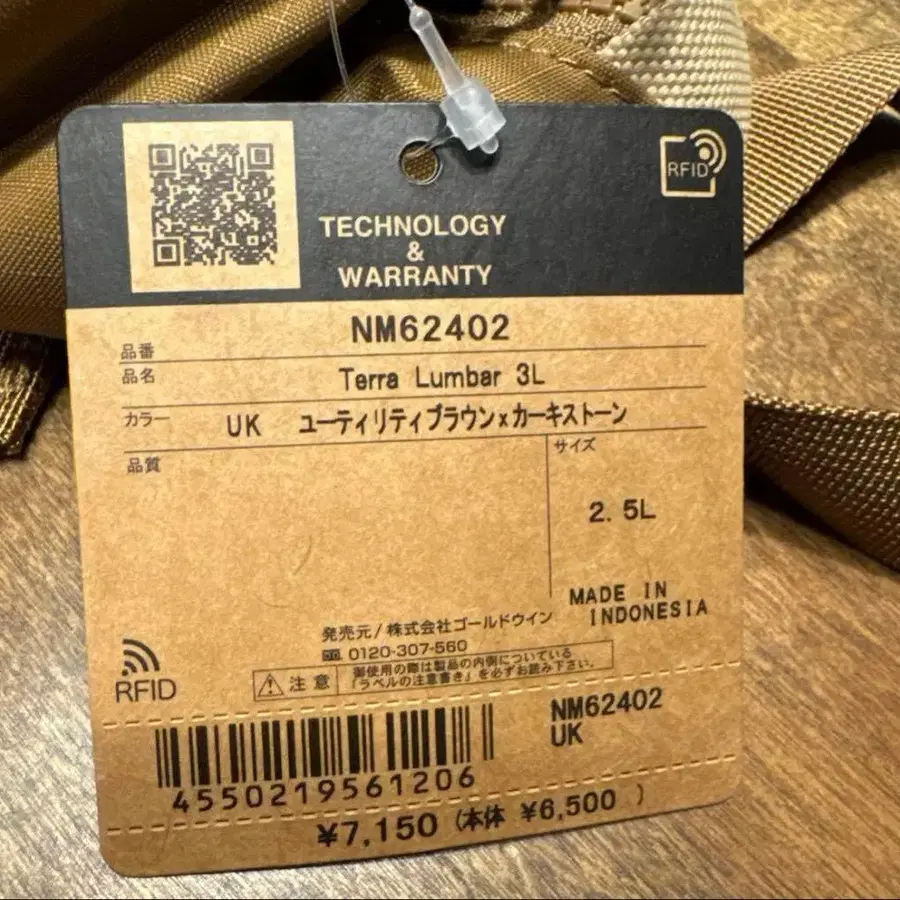 RFID
TECHNOLOGY
&
WARRANTY
品番 NM62402
品名 Terra Lumbar 3L
カラー UK ユーティリティブラウンxカーキストーン
品質
サイズ
2.5L
MADE IN
INDONESIA
発売元/株式会社ゴールドウイン
0120-307-560
RFID
注意
御使用の際は製品の内側についている
「ラベルの注意書き」を必ずお読み下さい。
NM62402
UK
4550219561206
¥7,150 (本体 ¥6,500 )